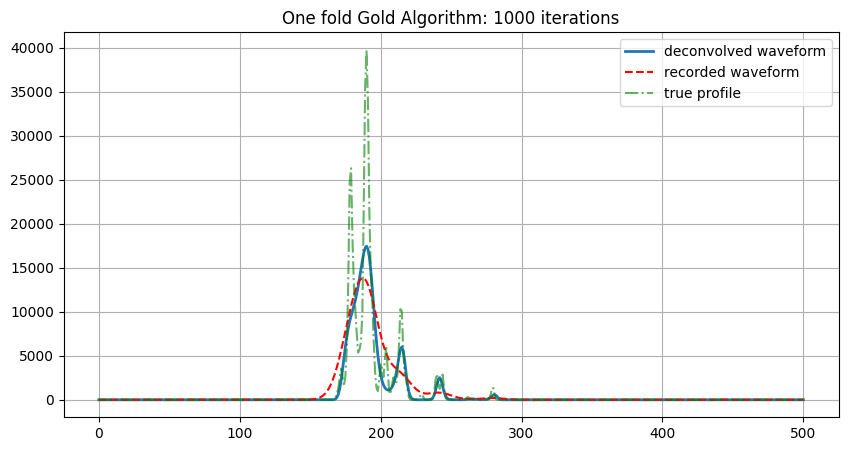 One fold Gold Algorithm: 1000 iterations
deconvolved waveform
recorded waveform
true profile
40000
35000
30000
25000
20000
15000
10000
5000
0
0 100 200 300 400 500